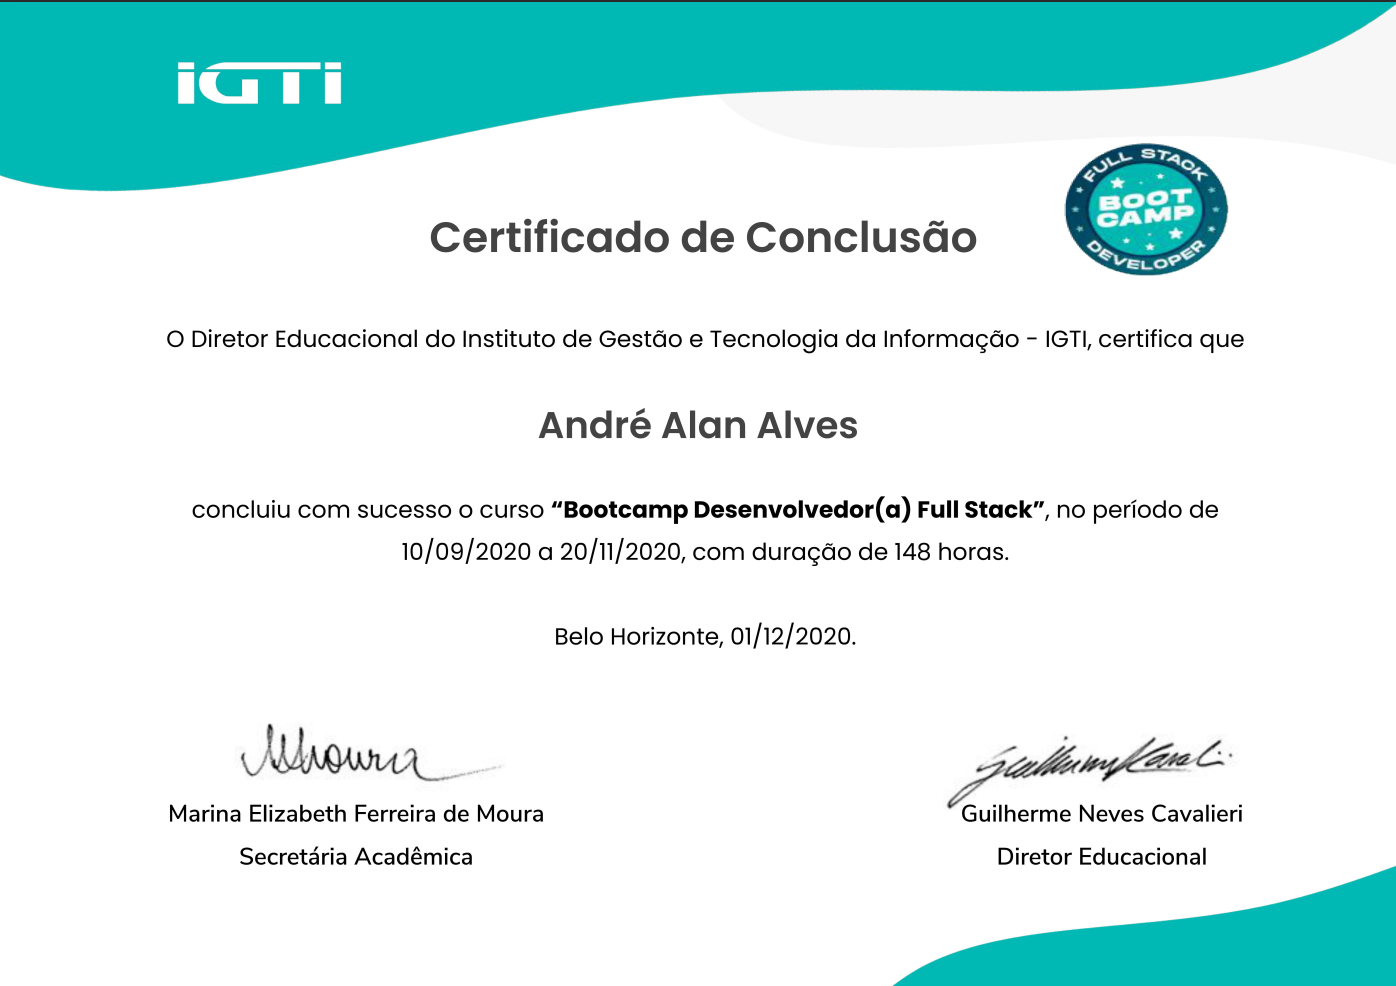 iGTi
FULL STACK
BOOT
CAMP
DEVELOPER
Certificado de Conclusão
O Diretor Educacional do Instituto de Gestão e Tecnologia da Informação - IGTI, certifica que
André Alan Alves
concluiu com sucesso o curso “Bootcamp Desenvolvedor(a) Full Stack”, no período de
10/09/2020 a 20/11/2020, com duração de 148 horas.
Belo Horizonte, 01/12/2020.
Marina Elizabeth Ferreira de Moura
Secretária Acadêmica
Guilherme Neves Cavalieri
Diretor Educacional